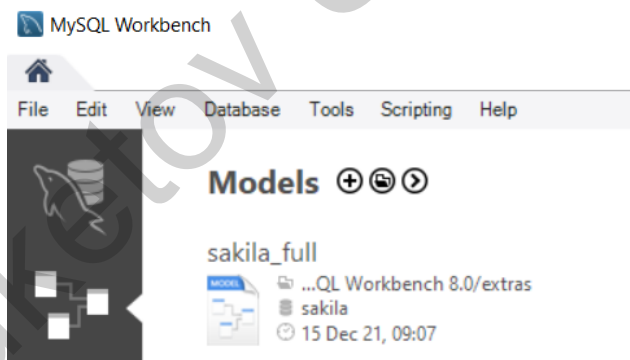 MySQL Workbench
File Edit View Database Tools Scripting Help
Models
sakila_full
MODEL
...QL Workbench 8.0/extras
sakila
15 Dec 21, 09:07